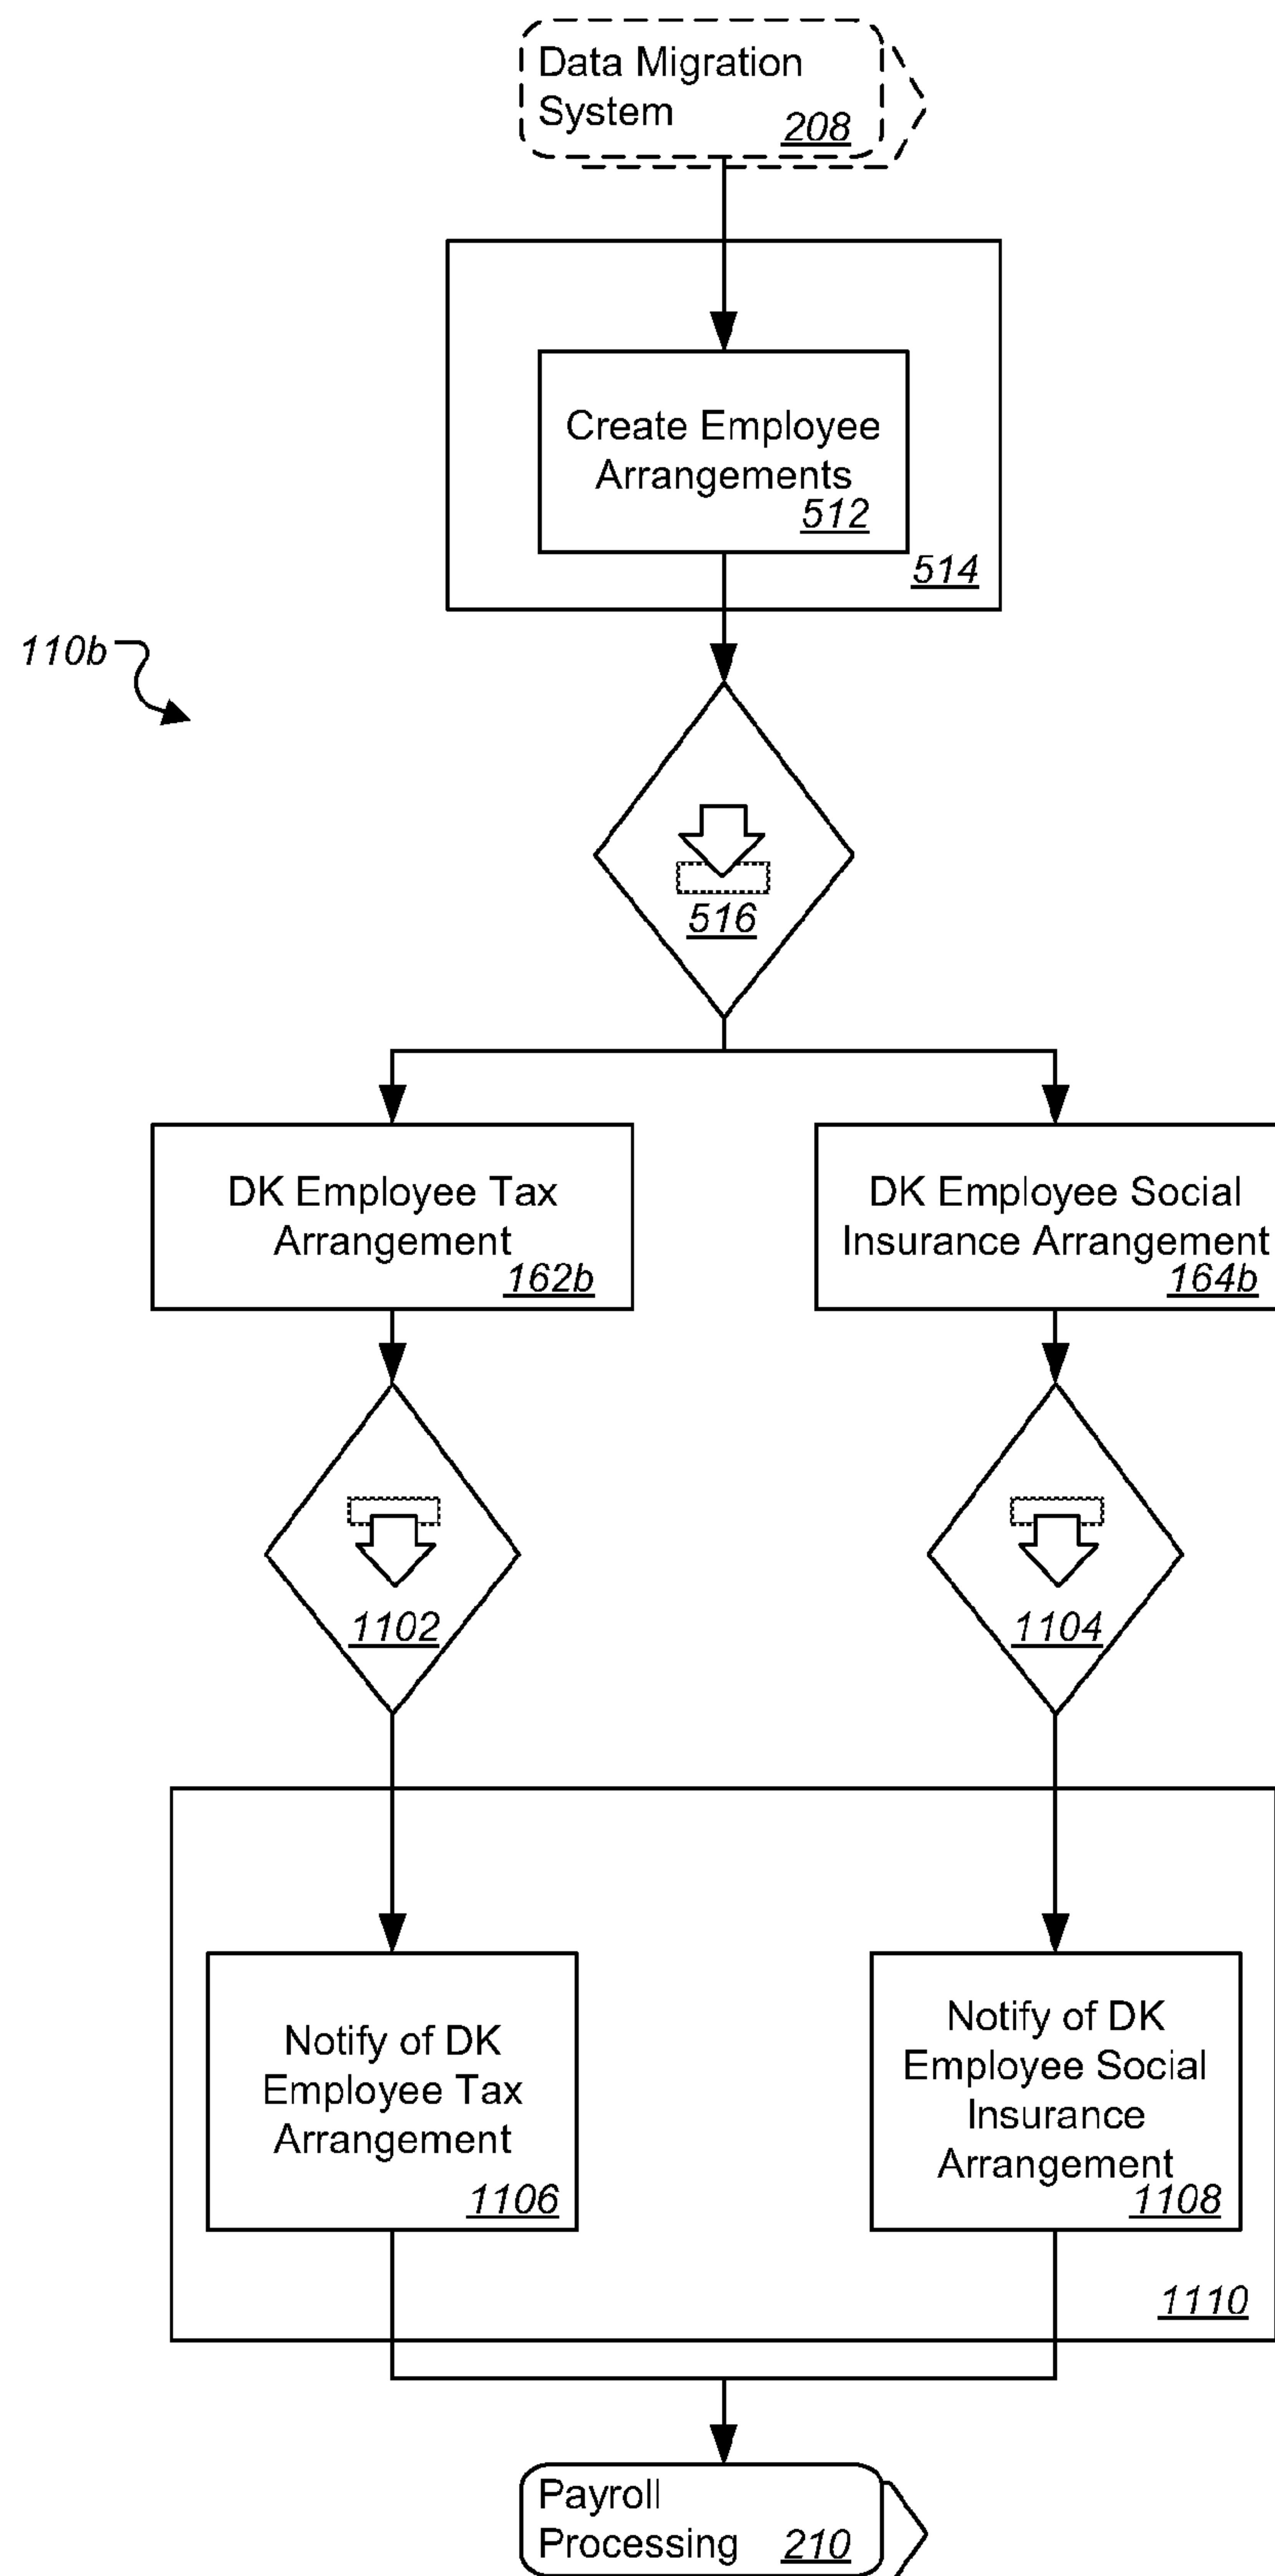 Data Migration
System 208
Create Employee
Arrangements
512
514
110b
516
DK Employee Tax
Arrangement
162b
DK Employee Social
Insurance Arrangement
164b
1102
1104
Notify of DK
Employee Tax
Arrangement
1106
Notify of DK
Employee Social
Insurance
Arrangement
1108
1110
Payroll
Processing 210